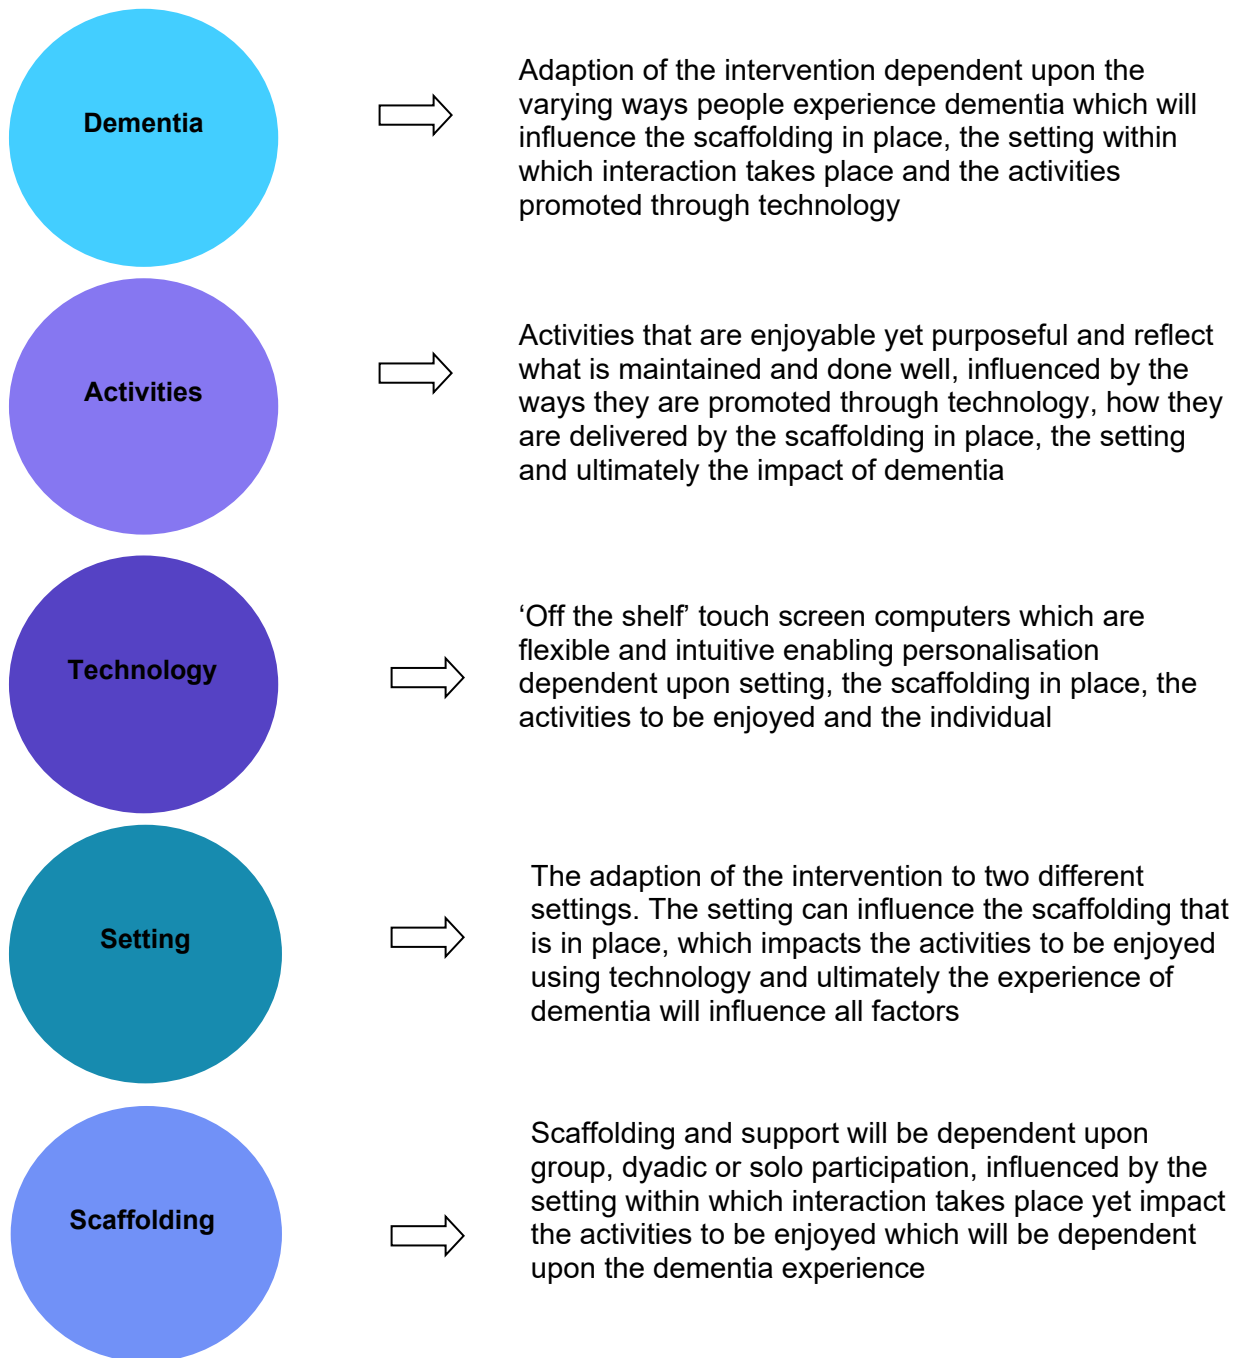 Dementia
Adaption of the intervention dependent upon the
varying ways people experience dementia which will
influence the scaffolding in place, the setting within
which interaction takes place and the activities
promoted through technology
Activities
Activities that are enjoyable yet purposeful and reflect
what is maintained and done well, influenced by the
ways they are promoted through technology, how they
are delivered by the scaffolding in place, the setting
and ultimately the impact of dementia
Technology
‘Off the shelf’ touch screen computers which are
flexible and intuitive enabling personalisation
dependent upon setting, the scaffolding in place, the
activities to be enjoyed and the individual
Setting
The adaption of the intervention to two different
settings. The setting can influence the scaffolding that
is in place, which impacts the activities to be enjoyed
using technology and ultimately the experience of
dementia will influence all factors
Scaffolding
Scaffolding and support will be dependent upon
group, dyadic or solo participation, influenced by the
setting within which interaction takes place yet impact
the activities to be enjoyed which will be dependent
upon the dementia experience